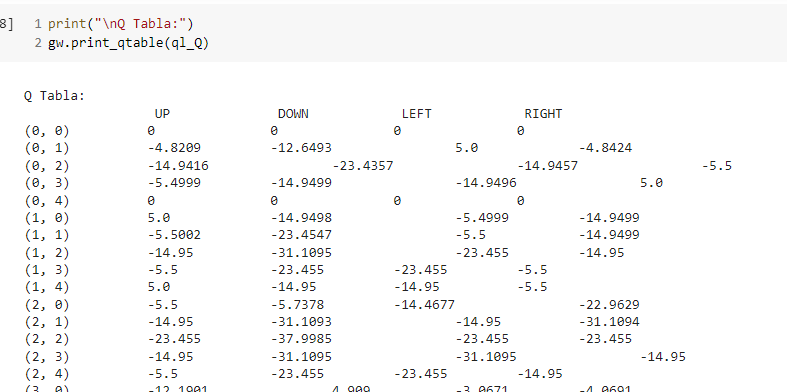 8] 1 print("\nQ Tabla:")
2 gw.print_qtable(ql_Q)
Q Tabla:
UP DOWN LEFT RIGHT
(0, 0) 0 0 0 0
(0, 1) -4.8209 -12.6493 5.0 -4.8424
(0, 2) -14.9416 -23.4357 -14.9457 -5.5
(0, 3) -5.4999 -14.9499 -14.9496 5.0
(0, 4) 0 0 0 0
(1, 0) 5.0 -14.9498 -5.4999 -14.9499
(1, 1) -5.5002 -23.4547 -5.5 -14.9499
(1, 2) -14.95 -31.1095 -23.455 -14.95
(1, 3) -5.5 -23.455 -23.455 -5.5
(1, 4) 5.0 -14.95 -14.95 -5.5
(2, 0) -5.5 -5.7378 -14.4677 -22.9629
(2, 1) -14.95 -31.1093 -14.95 -31.1094
(2, 2) -23.455 -37.9985 -23.455 -23.455
(2, 3) -14.95 -31.1095 -31.1095 -14.95
(2, 4) -5.5 -23.455 -23.455 -14.95
(3, 0) -12.1901 4.909 -3.0671 -4.0691